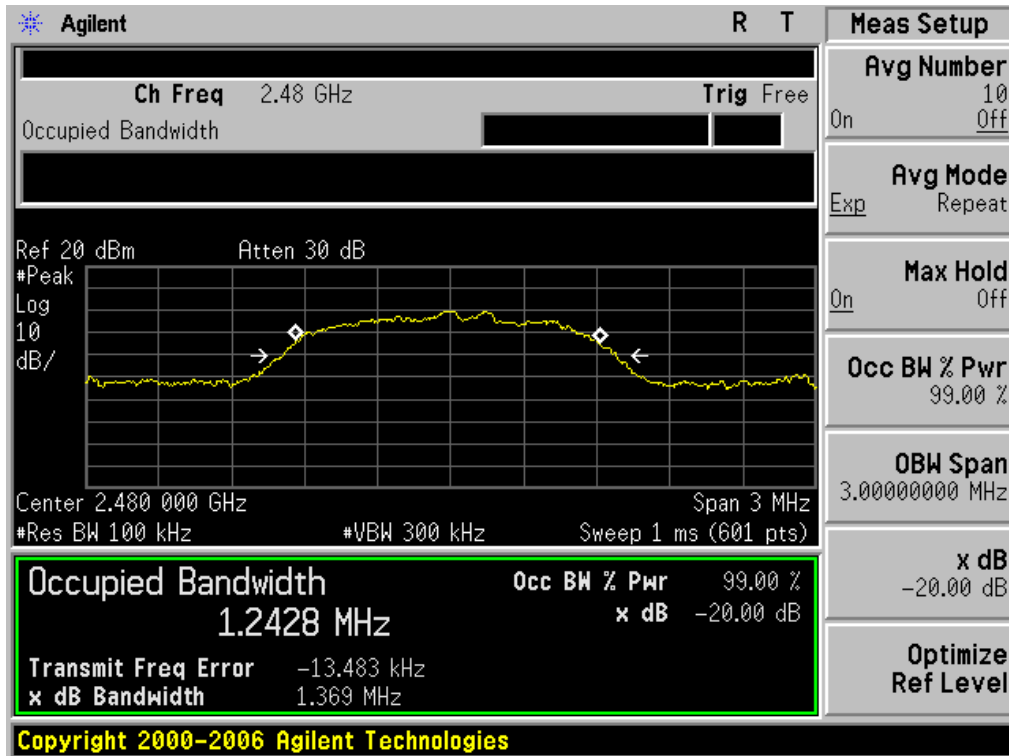 Agilent R T
Ch Freq 2.48 GHz Trig Free
Occupied Bandwidth
Ref 20 dBm Atten 30 dB
#Peak
Log
10
dB/
Center 2.480 000 GHz Span 3 MHz
#Res BW 100 kHz #VBW 300 kHz Sweep 1 ms (601 pts)
Occupied Bandwidth
1.2428 MHz
Occ BW % Pwr 99.00 %
x dB -20.00 dB
Transmit Freq Error -13.483 kHz
x dB Bandwidth 1.369 MHz
Copyright 2000-2006 Agilent Technologies
Meas Setup
Avg Number
10
On Off
Avg Mode
Exp Repeat
Max Hold
On Off
Occ BW % Pwr
99.00 %
OBW Span
3.00000000 MHz
x dB
-20.00 dB
Optimize
Ref Level